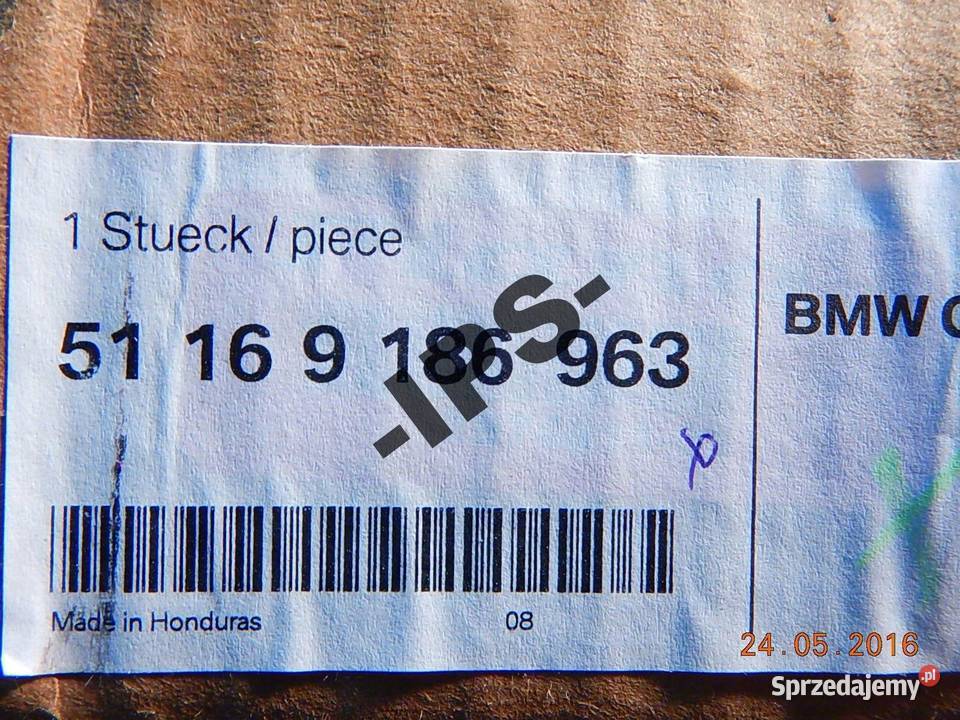 1 Stueck / piece
51 16 9 186 963
BMW
-IPS-
Made in Honduras 08
24.05.2016
Sprzedajemy.pl